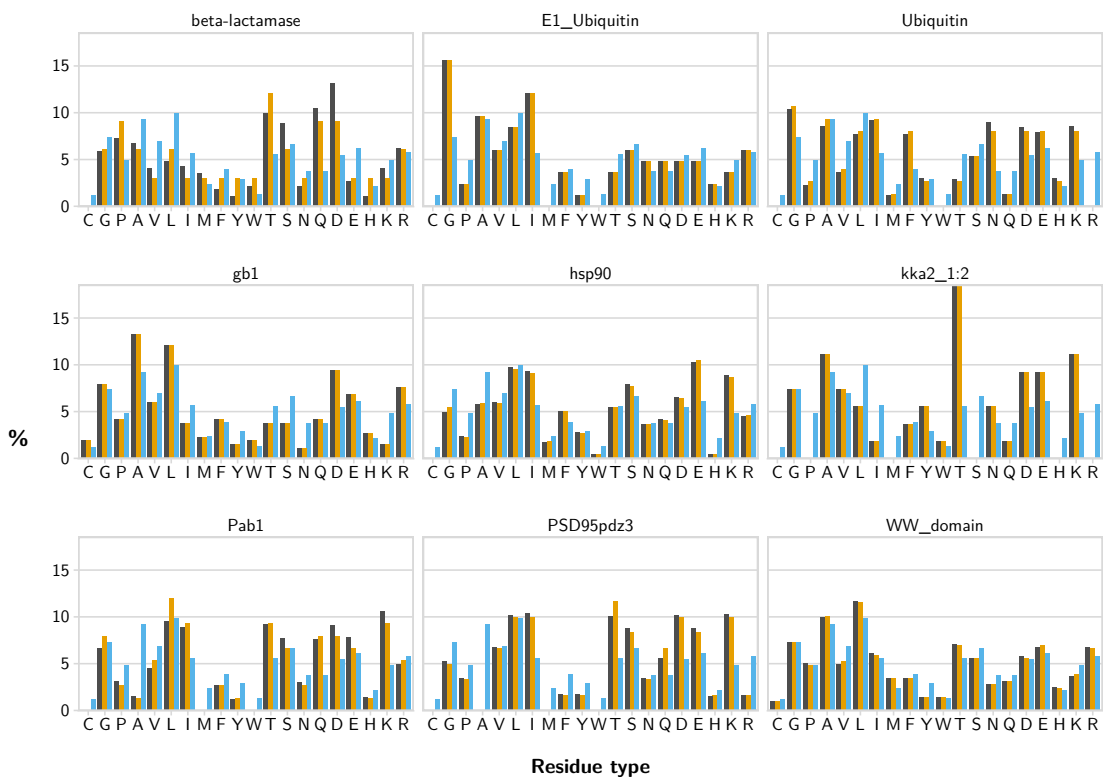 beta-lactamase E1_Ubiquitin Ubiquitin
15
10
5
0
C G P A V L I M F Y W T S N Q D E H K R C G P A V L I M F Y W T S N Q D E H K R C G P A V L I M F Y W T S N Q D E H K R
gb1 hsp90 kka2_1:2
15
10
5
0
%
C G P A V L I M F Y W T S N Q D E H K R C G P A V L I M F Y W T S N Q D E H K R C G P A V L I M F Y W T S N Q D E H K R
Pab1 PSD95pdz3 WW_domain
15
10
5
0
C G P A V L I M F Y W T S N Q D E H K R C G P A V L I M F Y W T S N Q D E H K R C G P A V L I M F Y W T S N Q D E H K R
Residue type